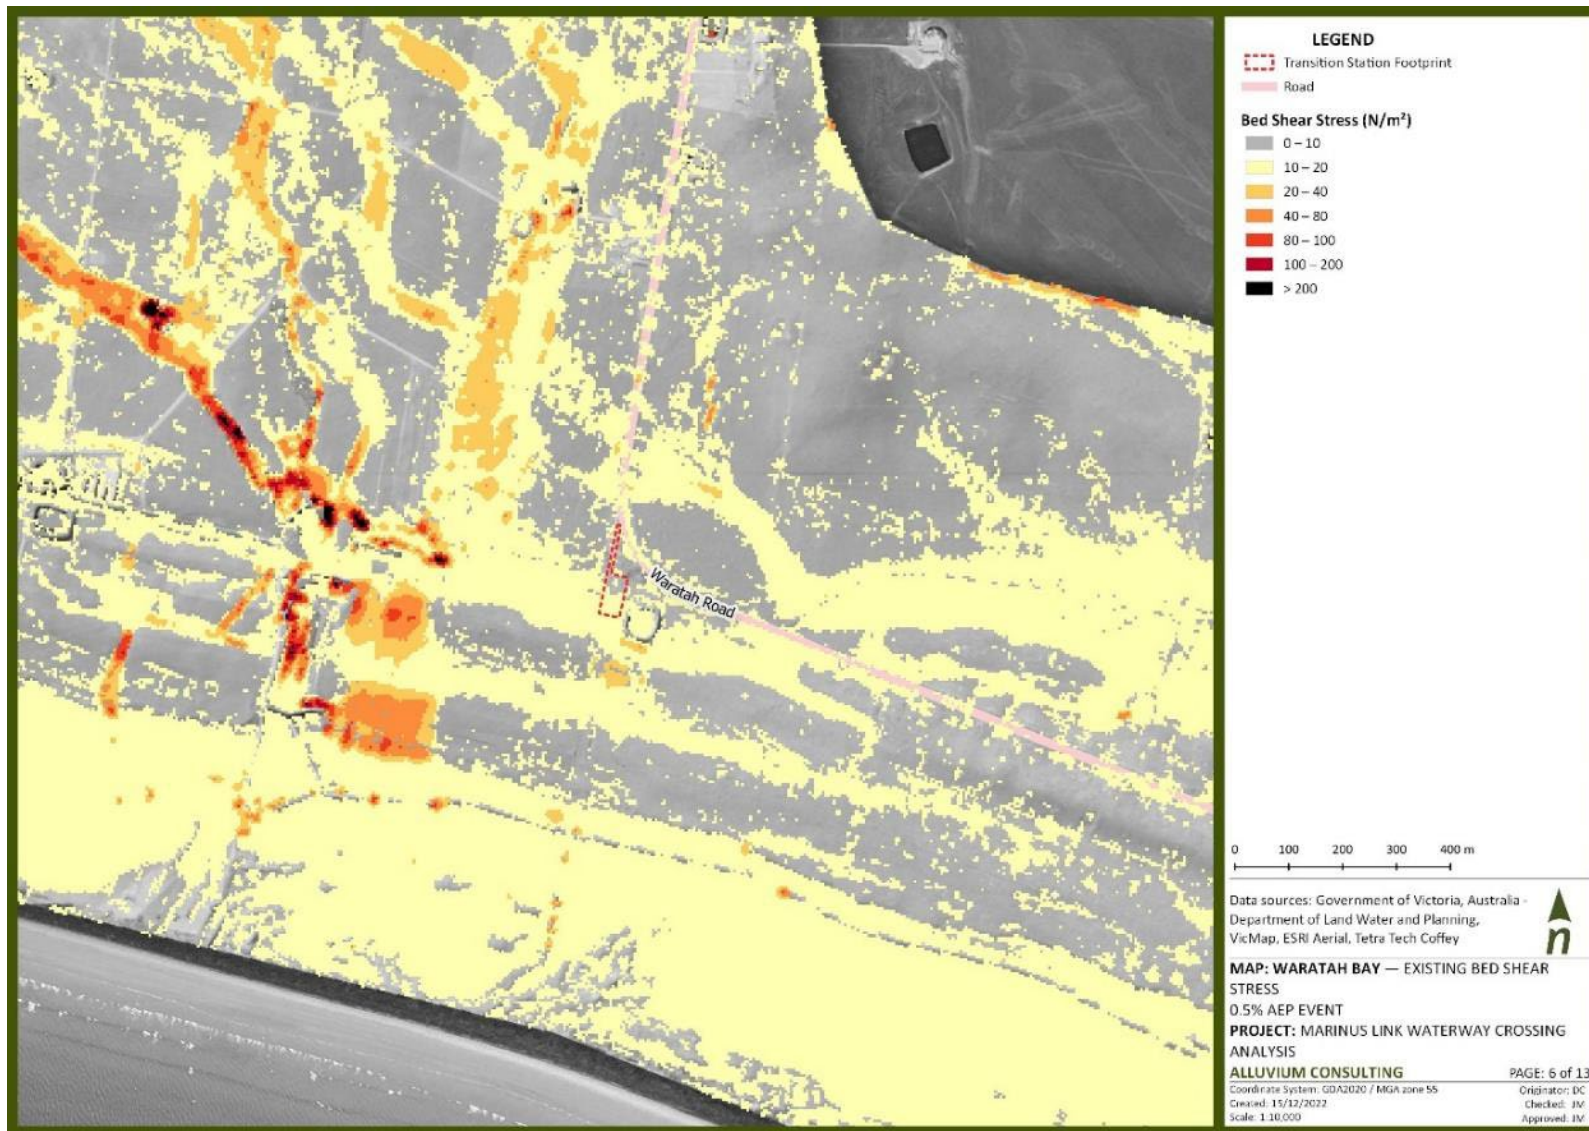 Waratah Road
LEGEND
Transition Station Footprint
Road
Bed Shear Stress (N/m²)
0 – 10
10 – 20
20 – 40
40 – 80
80 – 100
100 – 200
> 200
0 100 200 300 400 m
Data sources: Government of Victoria, Australia -
Department of Land Water and Planning,
VicMap, ESRI Aerial, Tetra Tech Coffey
n
MAP: WARATAH BAY — EXISTING BED SHEAR
STRESS
0.5% AEP EVENT
PROJECT: MARINUS LINK WATERWAY CROSSING
ANALYSIS
ALLUVIUM CONSULTING PAGE: 6 of 13
Coordinate System: GDA2020 / MGA zone 55 Originator: DC
Created: 15/12/2022 Checked: JM
Scale: 1:10,000 Approved: JM